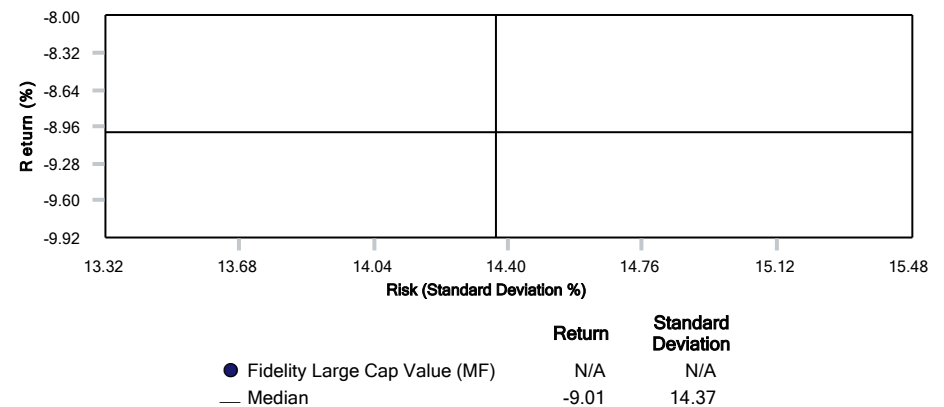 -8.00
-8.32
-8.64
-8.96
-9.28
-9.60
-9.92
Return (%)
13.32 13.68 14.04 14.40 14.76 15.12 15.48
Risk (Standard Deviation %)
Return Standard Deviation
Fidelity Large Cap Value (MF) N/A N/A
Median -9.01 14.37